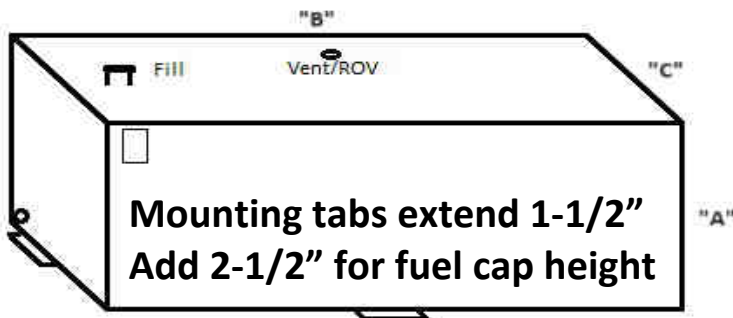 "B"
Fill
Vent/ROV
"C"
Mounting tabs extend 1-1/2”
"A"
Add 2-1/2” for fuel cap height